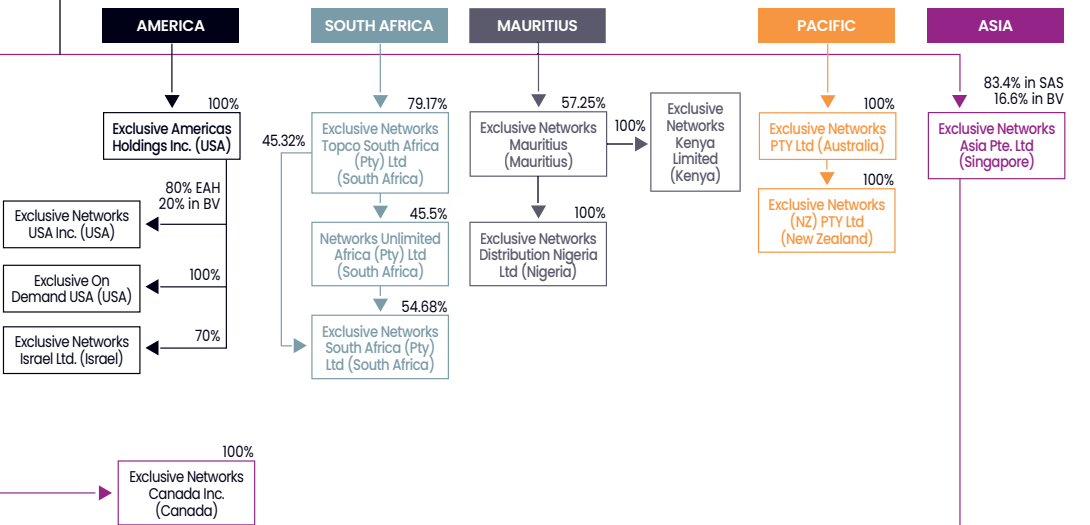 AMERICA
SOUTH AFRICA
MAURITIUS
PACIFIC
ASIA
100%
Exclusive Americas
Holdings Inc. (USA)
80% EAH
20% in BV
Exclusive Networks
USA Inc. (USA)
100%
Exclusive On
Demand USA (USA)
70%
Exclusive Networks
Israel Ltd. (Israel)
79.17%
Exclusive Networks
Topco South Africa
(Pty) Ltd
(South Africa)
45.32%
45.5%
Networks Unlimited
Africa (Pty) Ltd
(South Africa)
54.68%
Exclusive Networks
South Africa (Pty)
Ltd (South Africa)
57.25%
Exclusive Networks
Mauritius
(Mauritius)
100%
Exclusive
Networks
Kenya
Limited
(Kenya)
100%
Exclusive Networks
Distribution Nigeria
Ltd (Nigeria)
100%
Exclusive Networks
PTY Ltd (Australia)
100%
Exclusive Networks
(NZ) PTY Ltd
(New Zealand)
83.4% in SAS
16.6% in BV
Exclusive Networks
Asia Pte. Ltd
(Singapore)
100%
Exclusive Networks
Canada Inc.
(Canada)